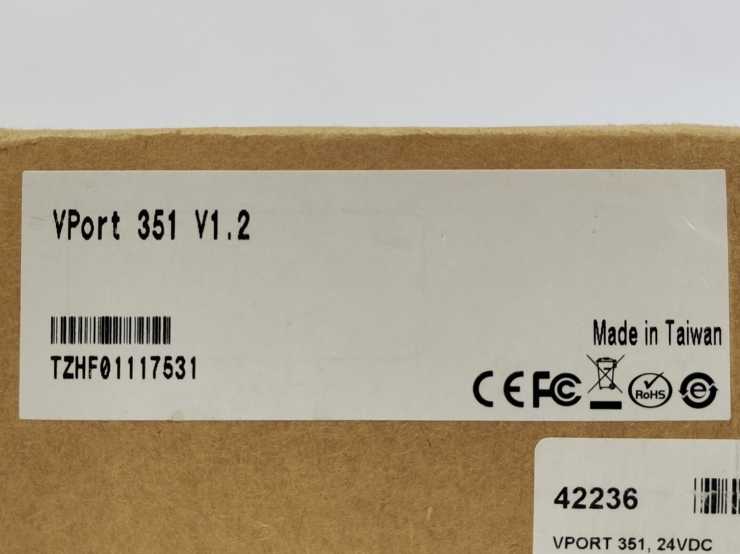 VPort 351 V1.2
TZHF01117531
Made in Taiwan
CE FC RoHS e
42236
VPORT 351, 24VDC